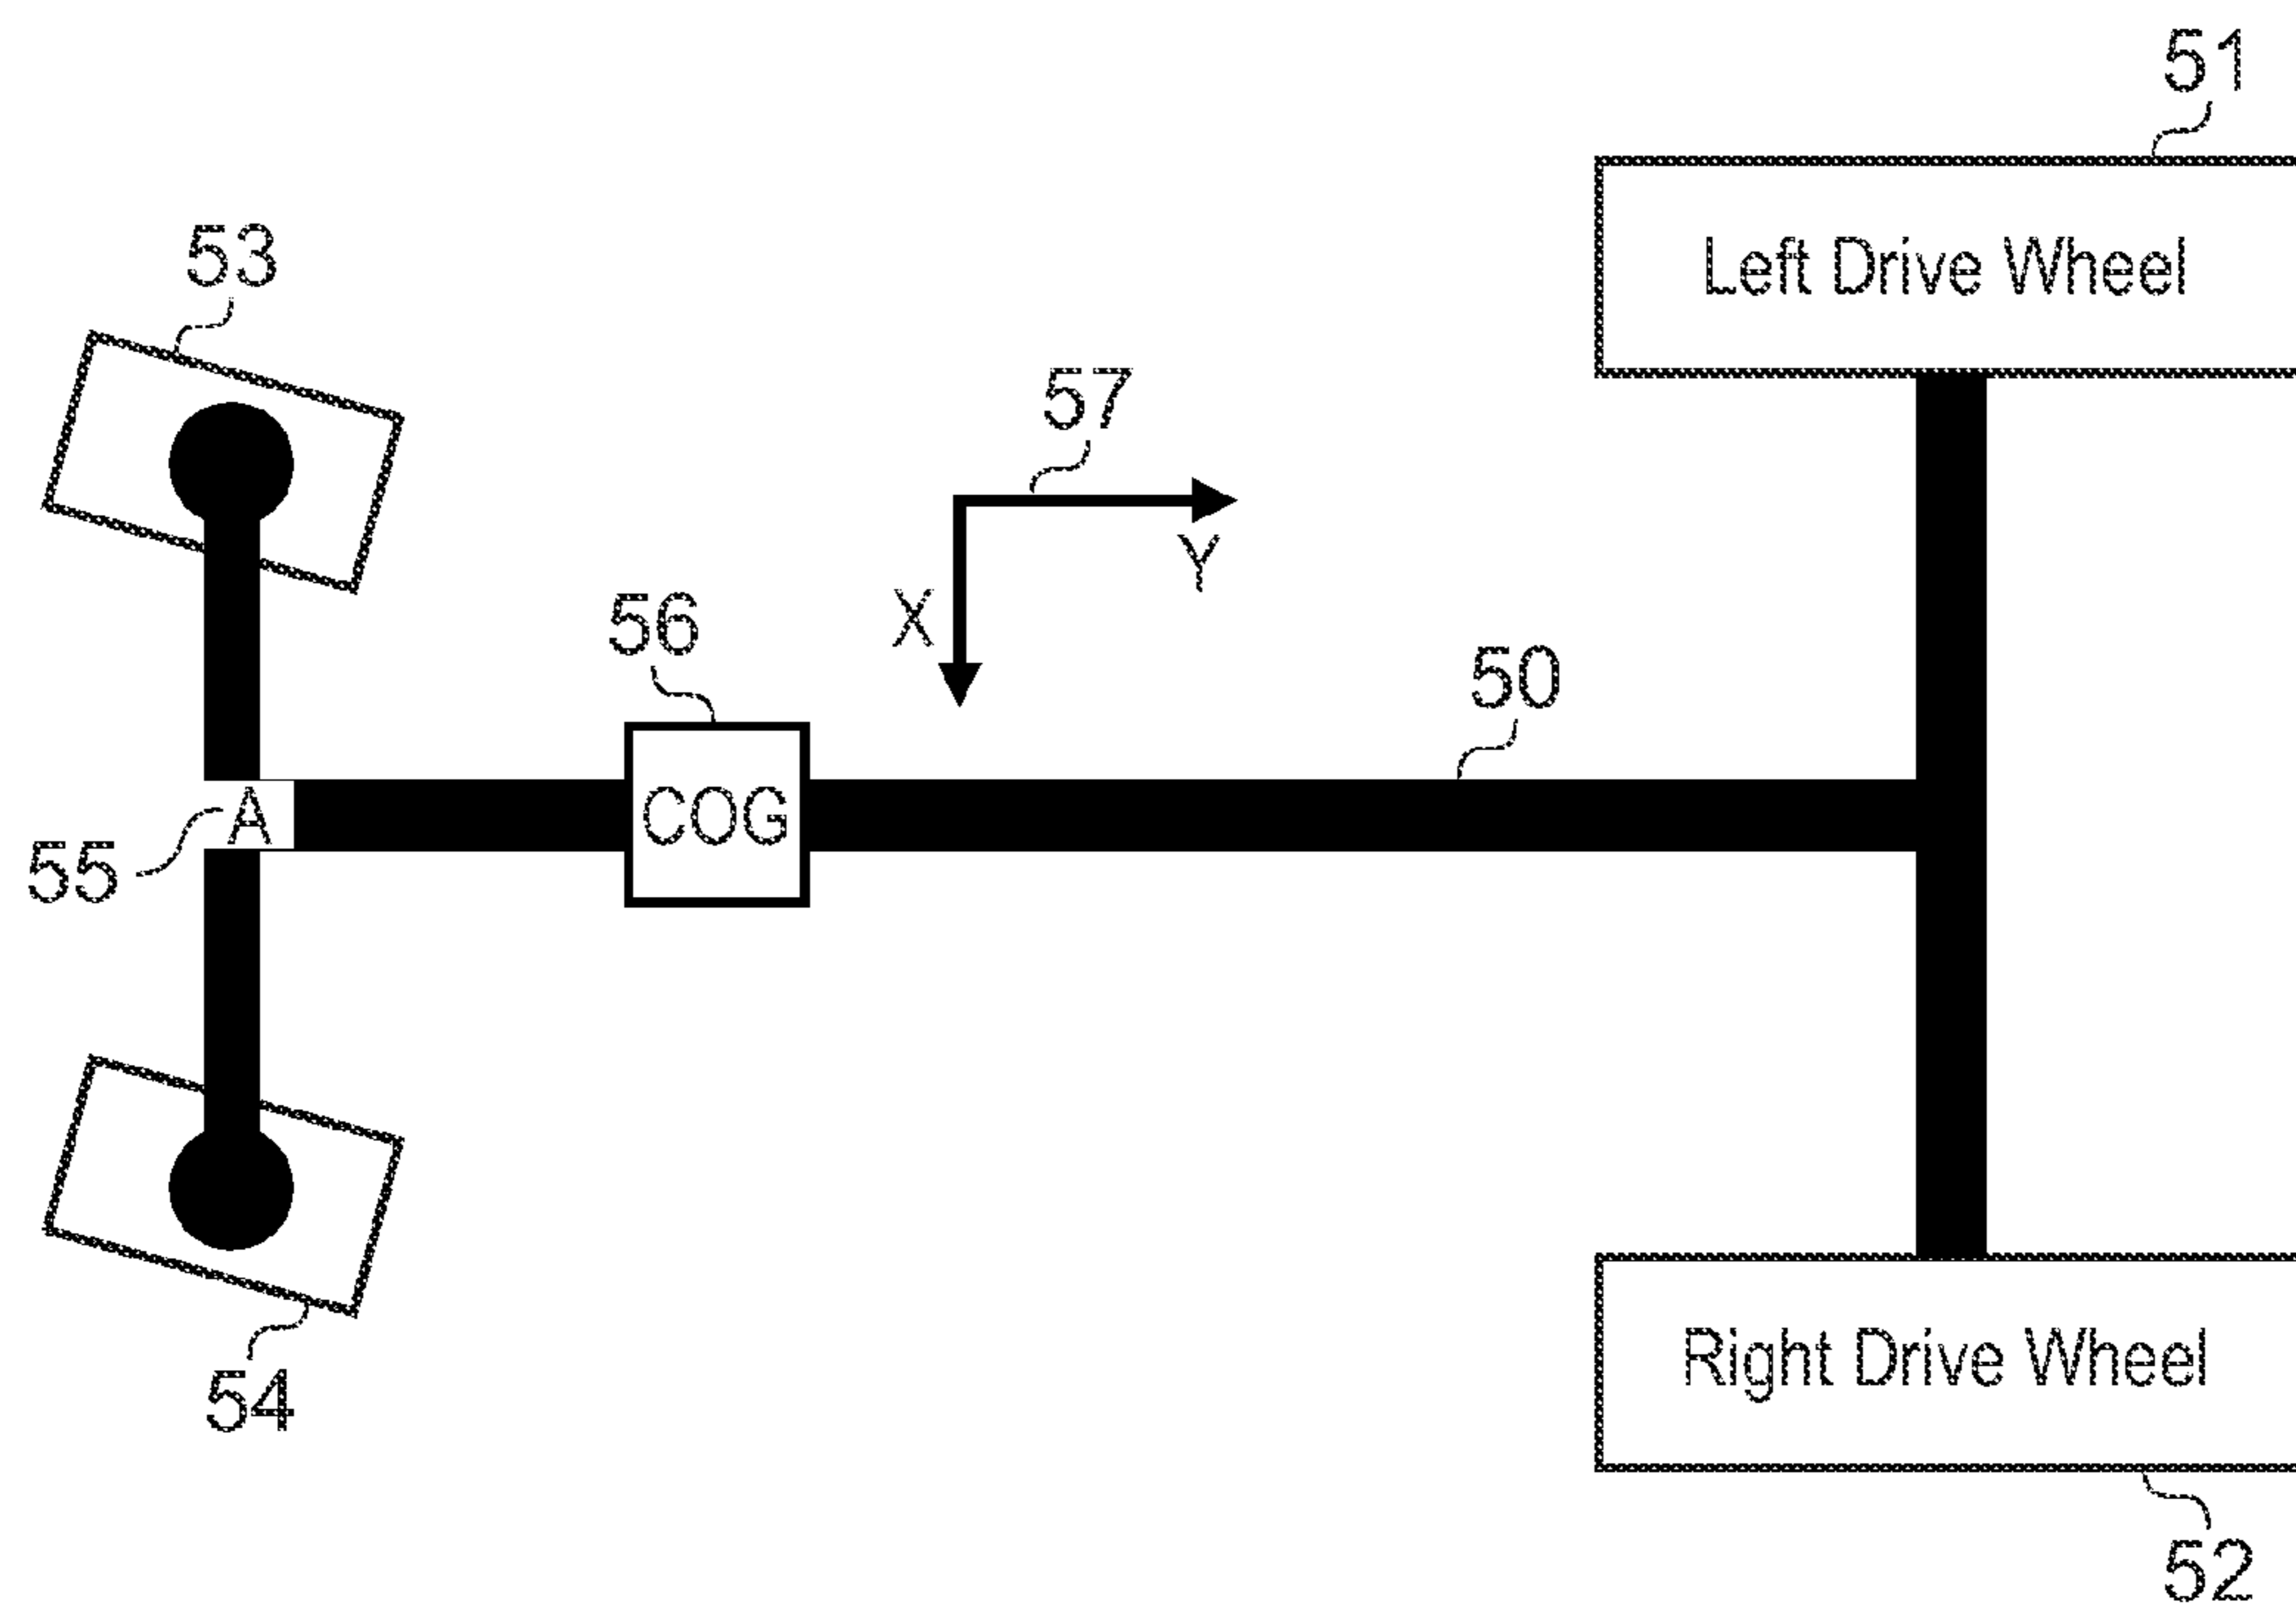 51
Left Drive Wheel
53
57
Y
X
56
50
A
COG
55
Right Drive Wheel
54
52